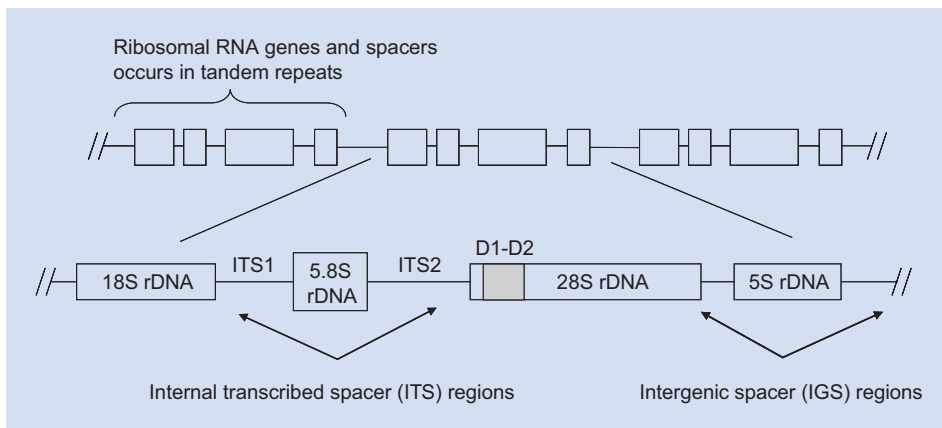 Ribosomal RNA genes and spacers
occurs in tandem repeats
D1-D2
18S rDNA
ITS1
5.8S
rDNA
ITS2
28S rDNA
5S rDNA
Internal transcribed spacer (ITS) regions
Intergenic spacer (IGS) regions